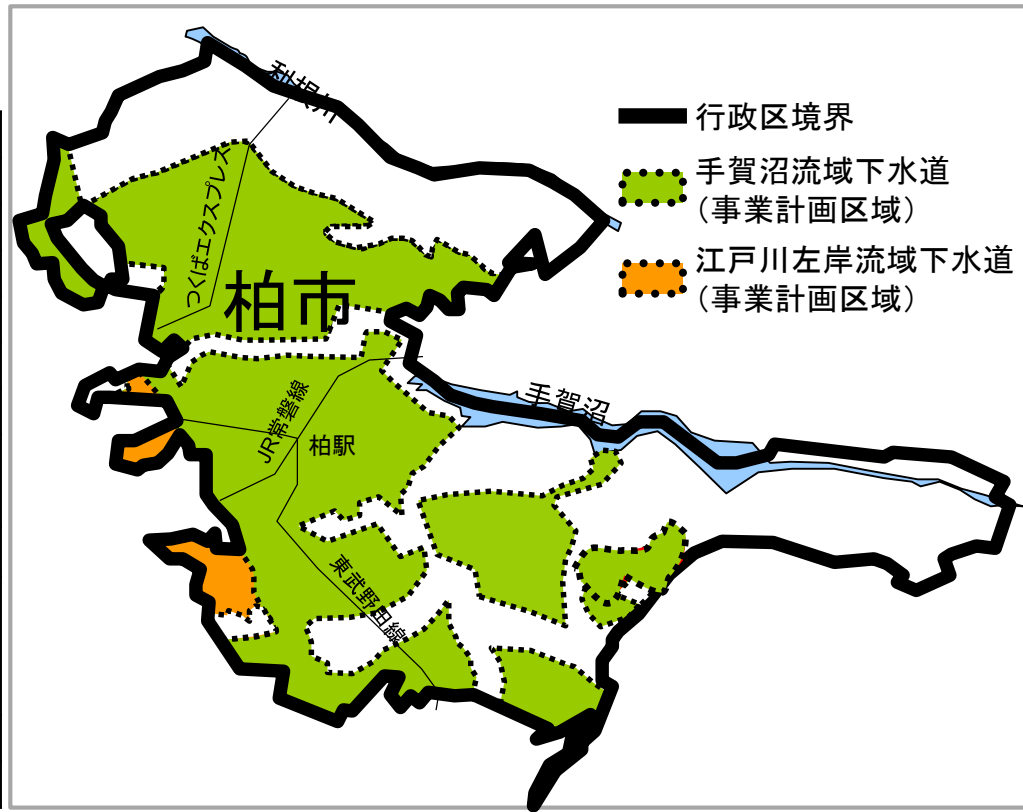 利根川
行政区境界
手賀沼流域下水道
（事業計画区域）
江戸川左岸流域下水道
（事業計画区域）
つくばエクスプレス
柏市
手賀沼
JR常磐線
柏駅
東武野田線